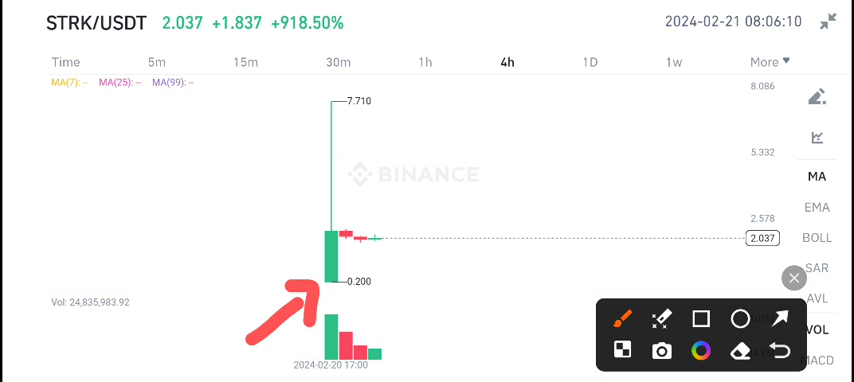 STRK/USDT 2.037 +1.837 +918.50% 2024-02-21 08:06:10
Time 5m 15m 30m 1h 4h 1D 1w More
MA(7): -- MA(25): -- MA(99): --
8.086
7.710
5.332
BINANCE
MA
EMA
2.578
2.037
BOLL
SAR
0.200
AVL
Vol: 24,835,983.92
VOL
MACD
2024-02-20 17:00